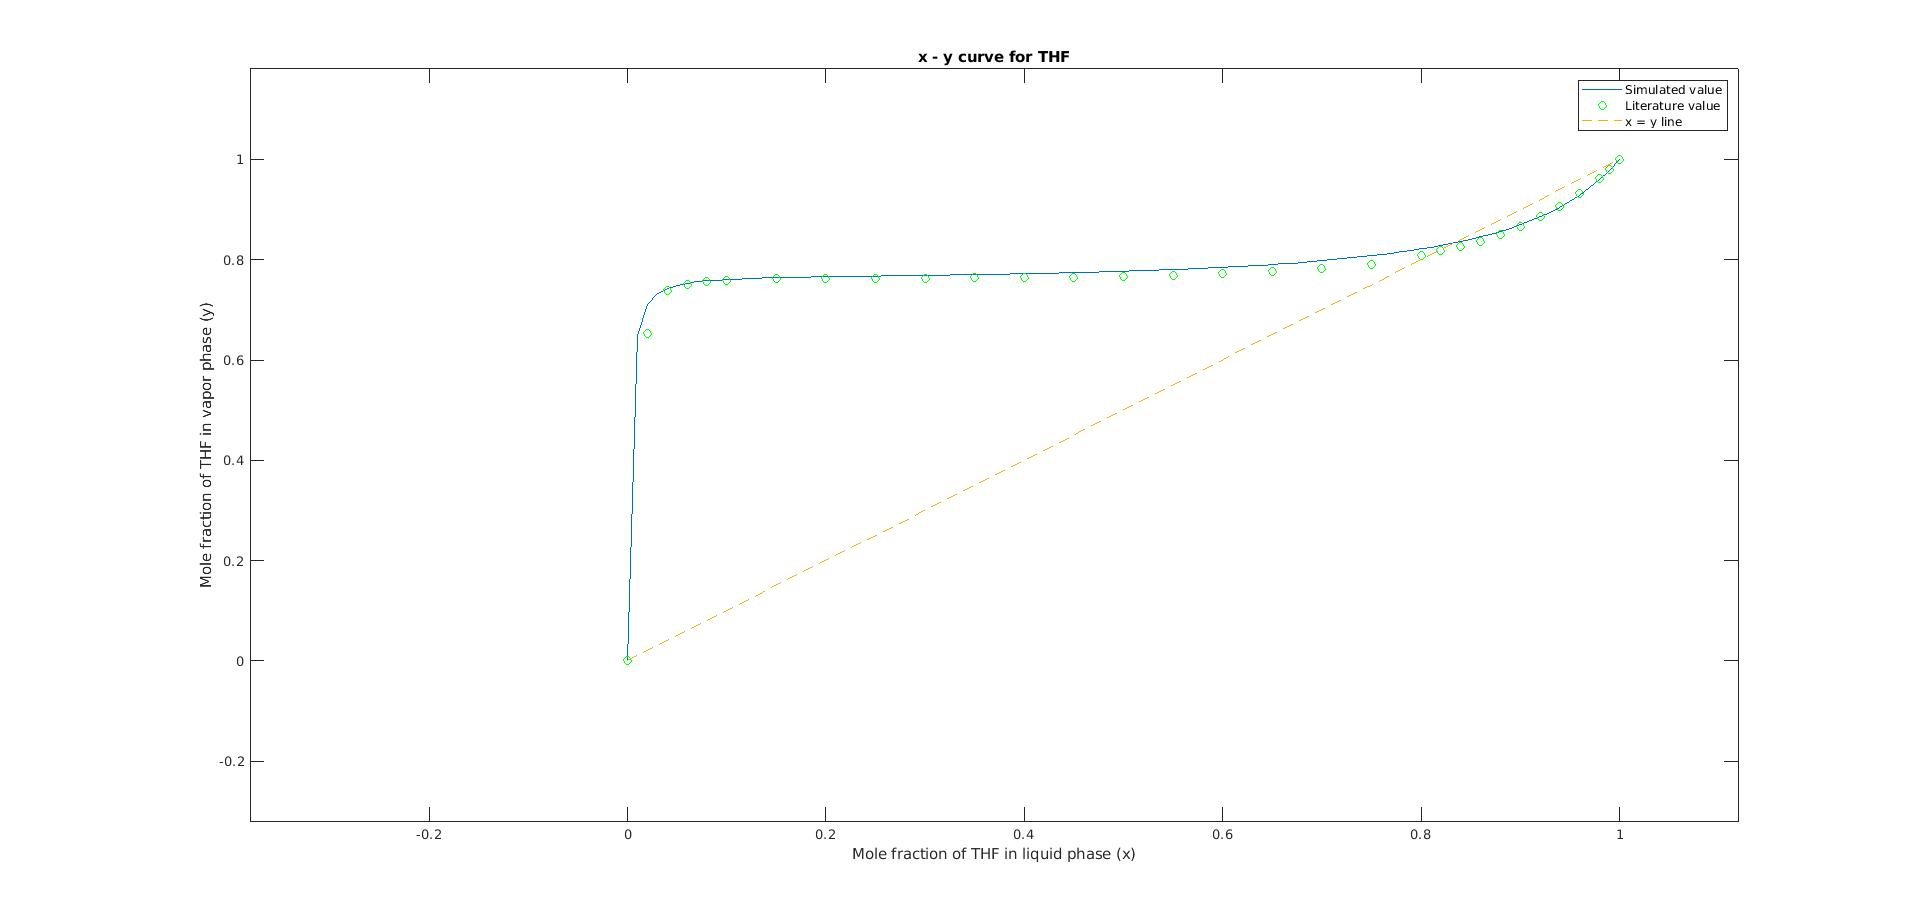 x - y curve for THF
Simulated value
Literature value
x = y line
1
0.8
0.6
0.4
0.2
0
-0.2
Mole fraction of THF in vapor phase (y)
-0.2 0 0.2 0.4 0.6 0.8 1
Mole fraction of THF in liquid phase (x)